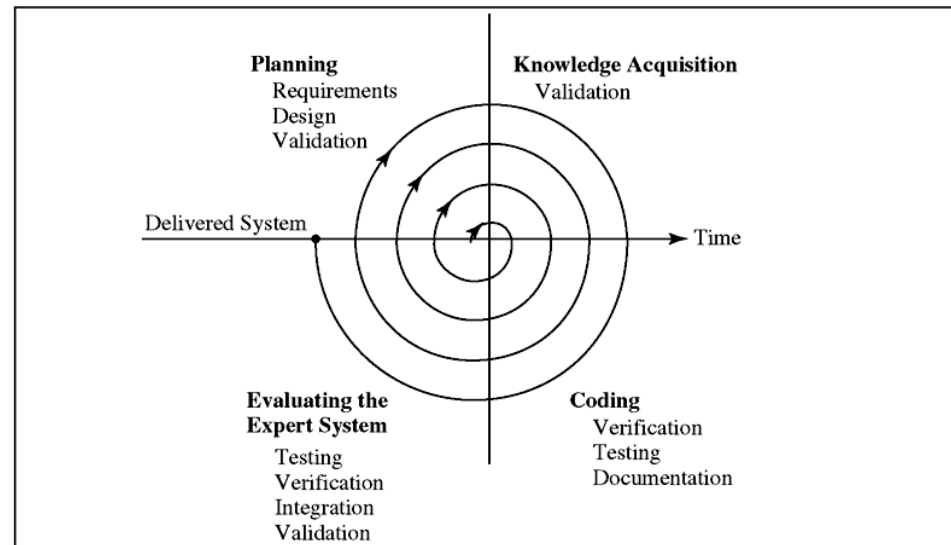 Planning
Requirements
Design
Validation
Knowledge Acquisition
Validation
Delivered System
Time
Evaluating the
Expert System
Testing
Verification
Integration
Validation
Coding
Verification
Testing
Documentation